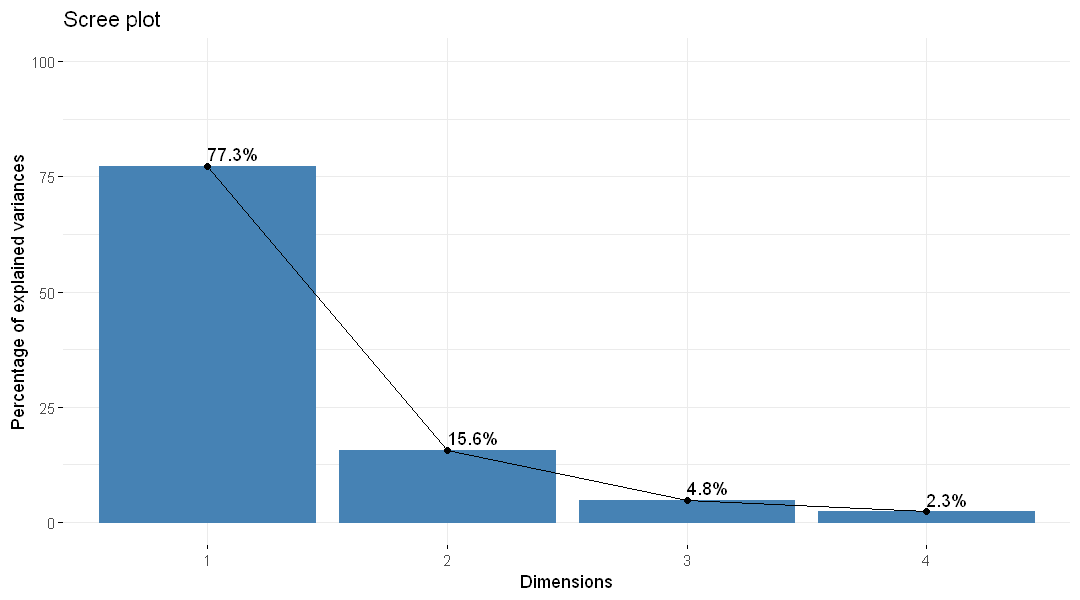 Scree plot
Percentage of explained variances
100
75
50
25
0
77.3%
15.6%
4.8%
2.3%
1 2 3 4
Dimensions